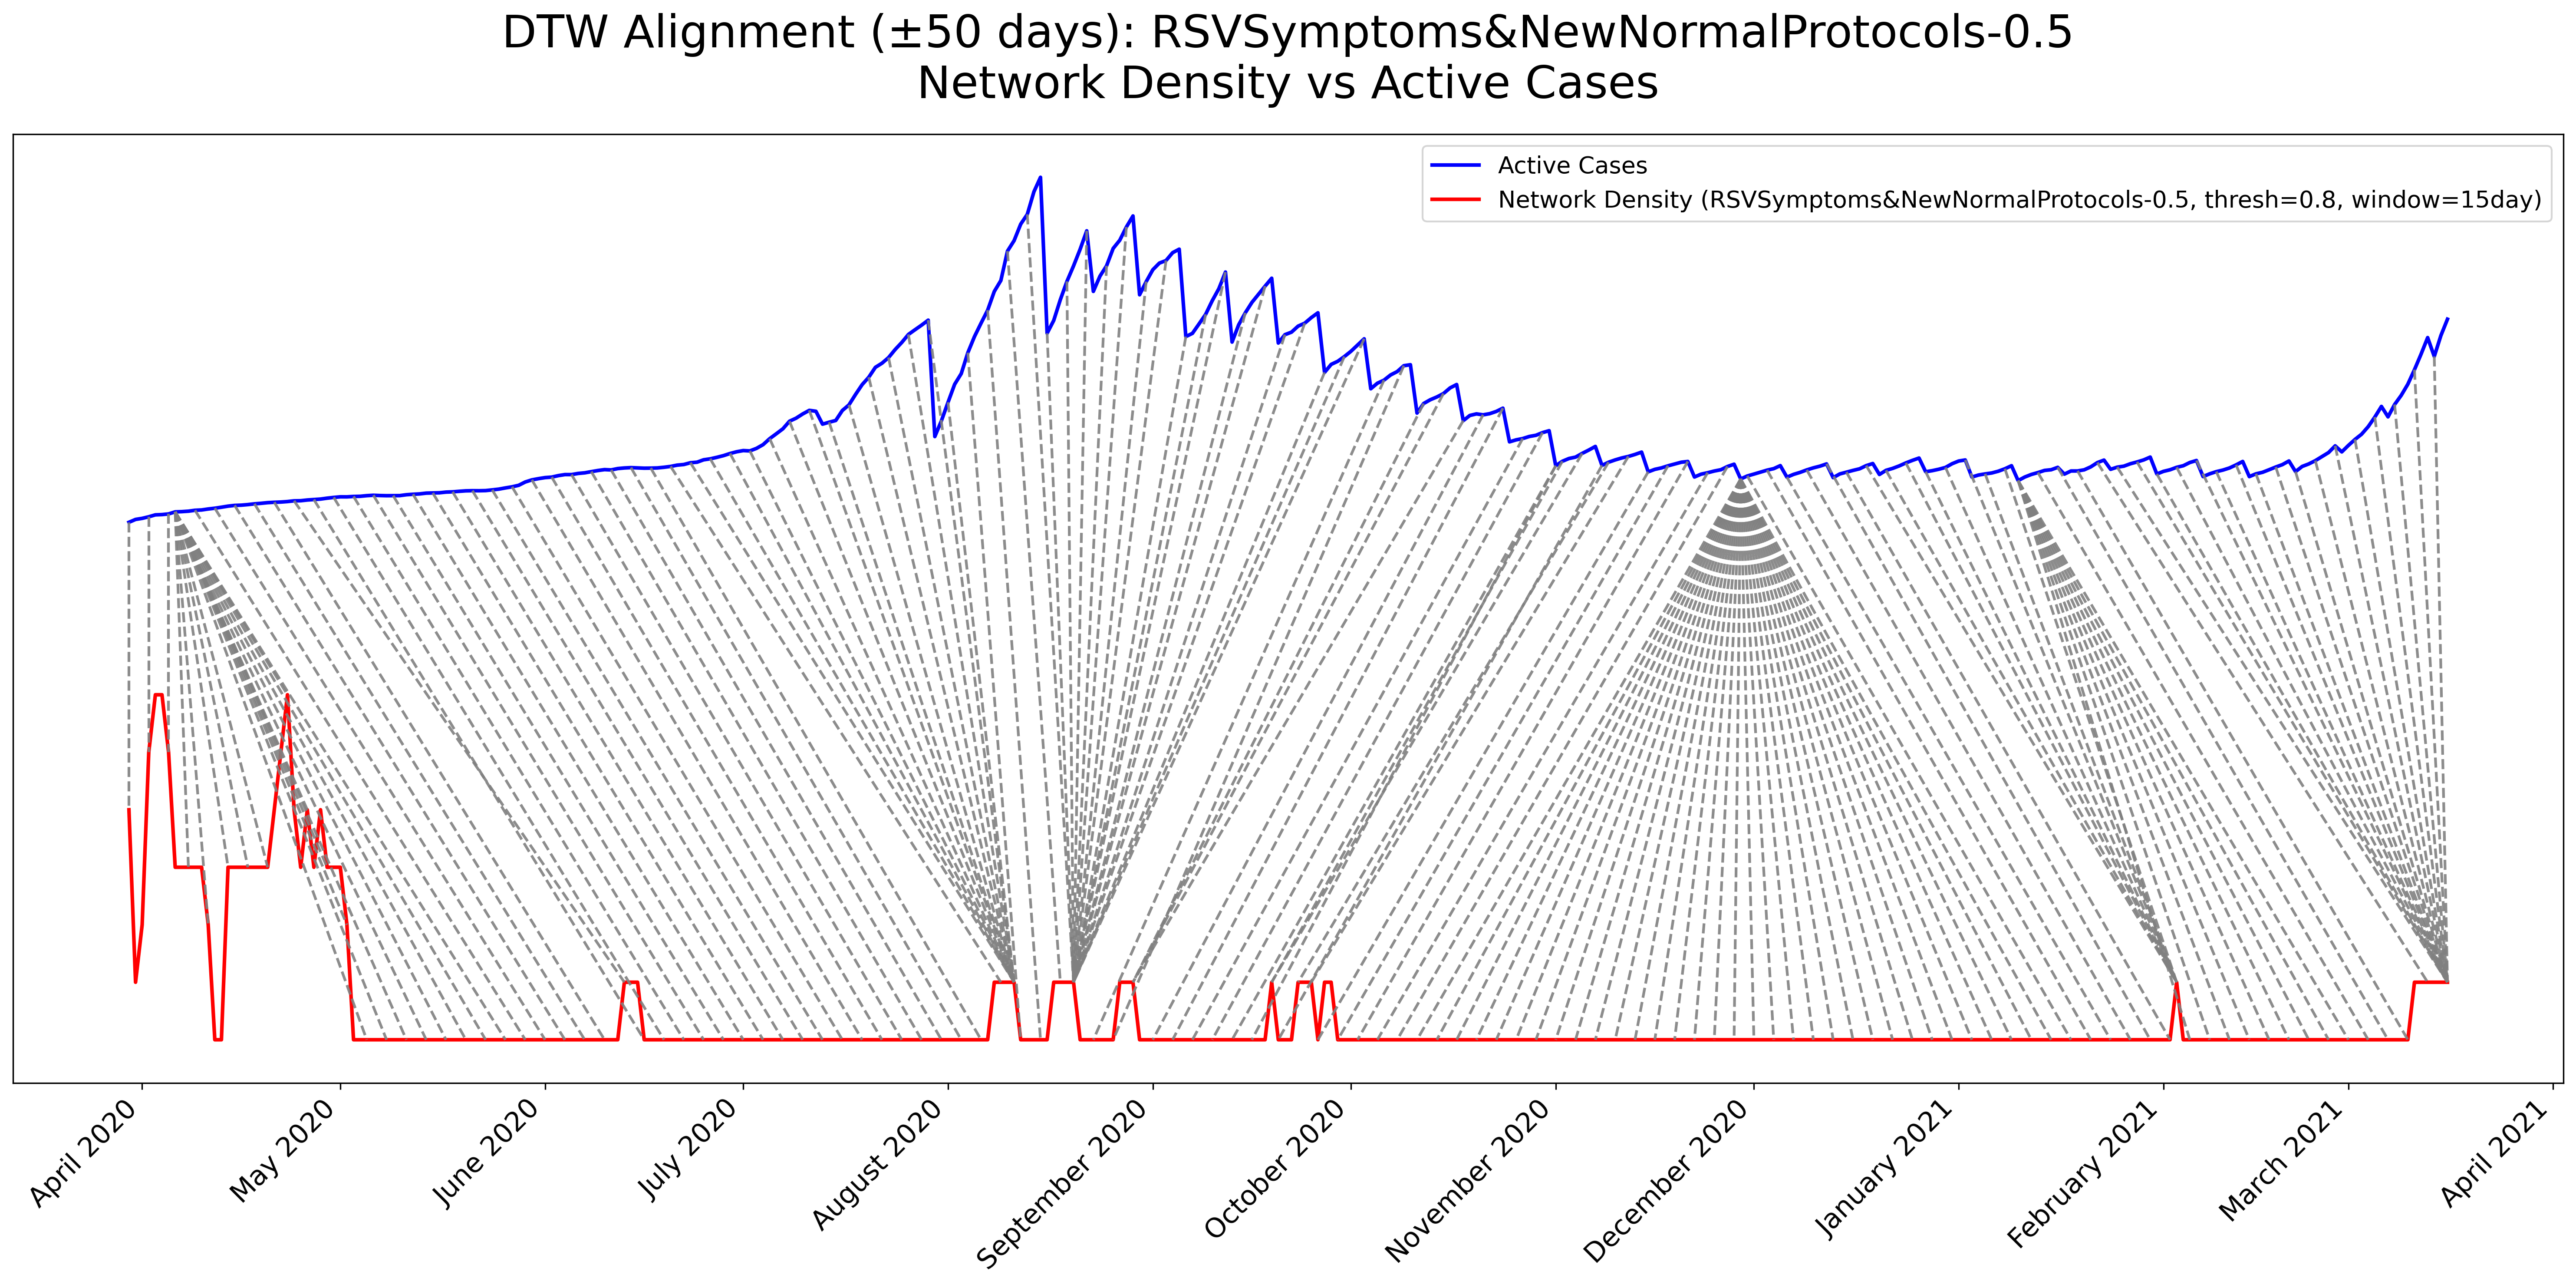 DTW Alignment (±50 days): RSVSymptoms&NewNormalProtocols-0.5
Network Density vs Active Cases
Active Cases
Network Density (RSVSymptoms&NewNormalProtocols-0.5, thresh=0.8, window=15day)
April 2020
May 2020
June 2020
July 2020
August 2020
September 2020
October 2020
November 2020
December 2020
January 2021
February 2021
March 2021
April 2021